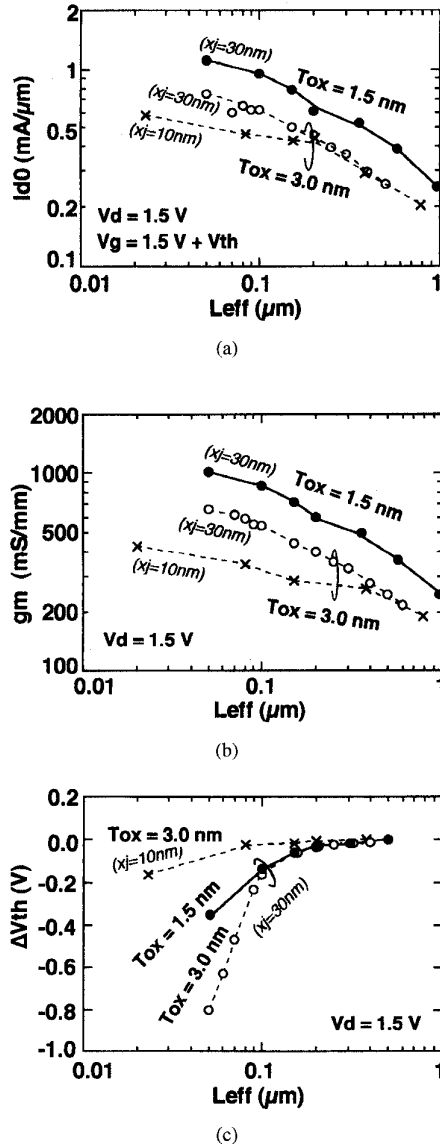 (xj=30nm)
Tox = 1.5 nm
(xj=30nm)
(xj=10nm)
Tox = 3.0 nm
Vd = 1.5 V
Vg = 1.5 V + Vth
Id0 (mA/μm)
1
0.5
0.2
0.1
0.01
0.1
1
Leff (μm)
(a)
2000
1000
500
200
100
gm (mS/mm)
(xj=30nm)
Tox = 1.5 nm
(xj=30nm)
(xj=10nm)
Tox = 3.0 nm
Vd = 1.5 V
0.01
0.1
1
Leff (μm)
(b)
0.2
0.0
-0.2
-0.4
-0.6
-0.8
-1.0
ΔVth (V)
Tox = 3.0 nm
(xj=10nm)
Tox = 1.5 nm
Tox = 3.0 nm
(xj=30nm)
Vd = 1.5 V
0.01
0.1
1
Leff (μm)
(c)